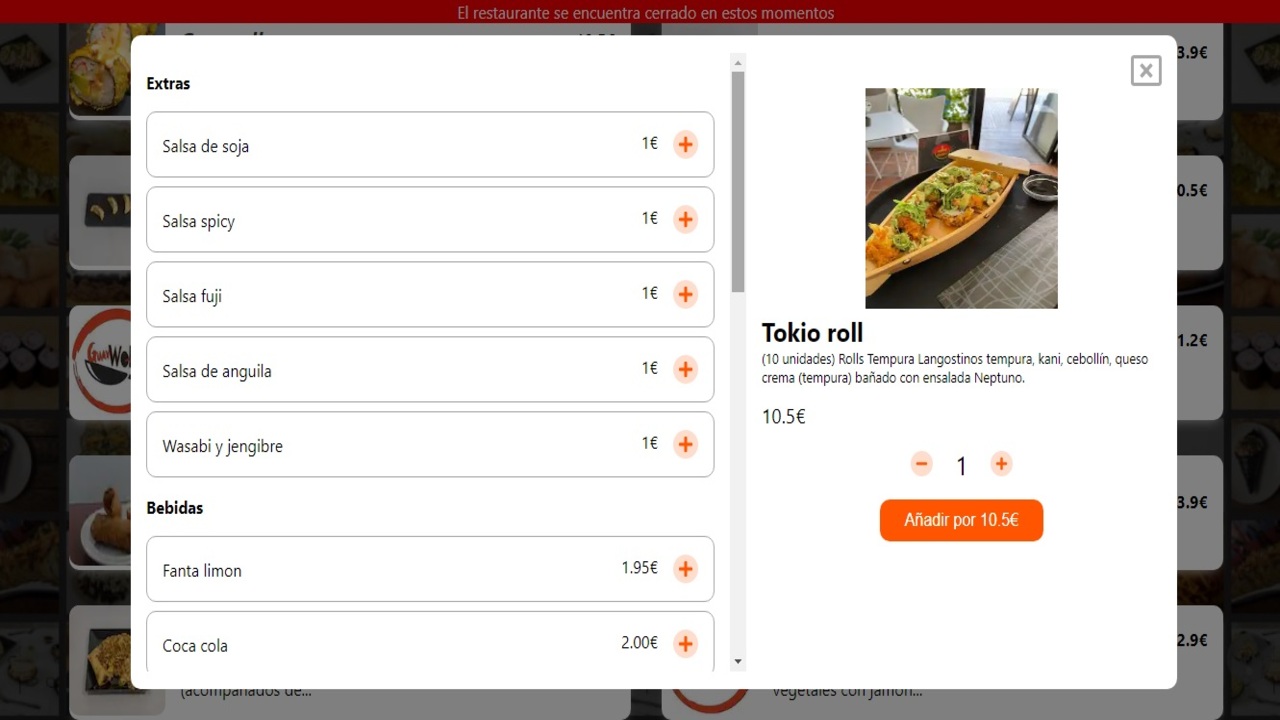 El restaurante se encuentra cerrado en estos momentos
Extras
Salsa de soja
1€
Salsa spicy
1€
Salsa fuji
1€
Salsa de anguila
1€
Wasabi y jengibre
1€
Bebidas
Fanta limon
1.95€
Coca cola
2.00€
Tokio roll
(10 unidades) Rolls Tempura Langostinos tempura, kani, cebollín, queso
crema (tempura) bañado con ensalada Neptuno.
10.5€
1
Añadir por 10.5€
3.9€
0.5€
1.2€
3.9€
2.9€
(acompañados de...
vegetales con jamón...